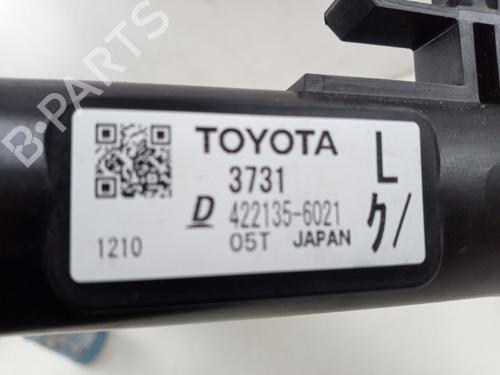 B-PARTS
TOYOTA
L
3731
D 422135-6021
ク/
1210
05T JAPAN